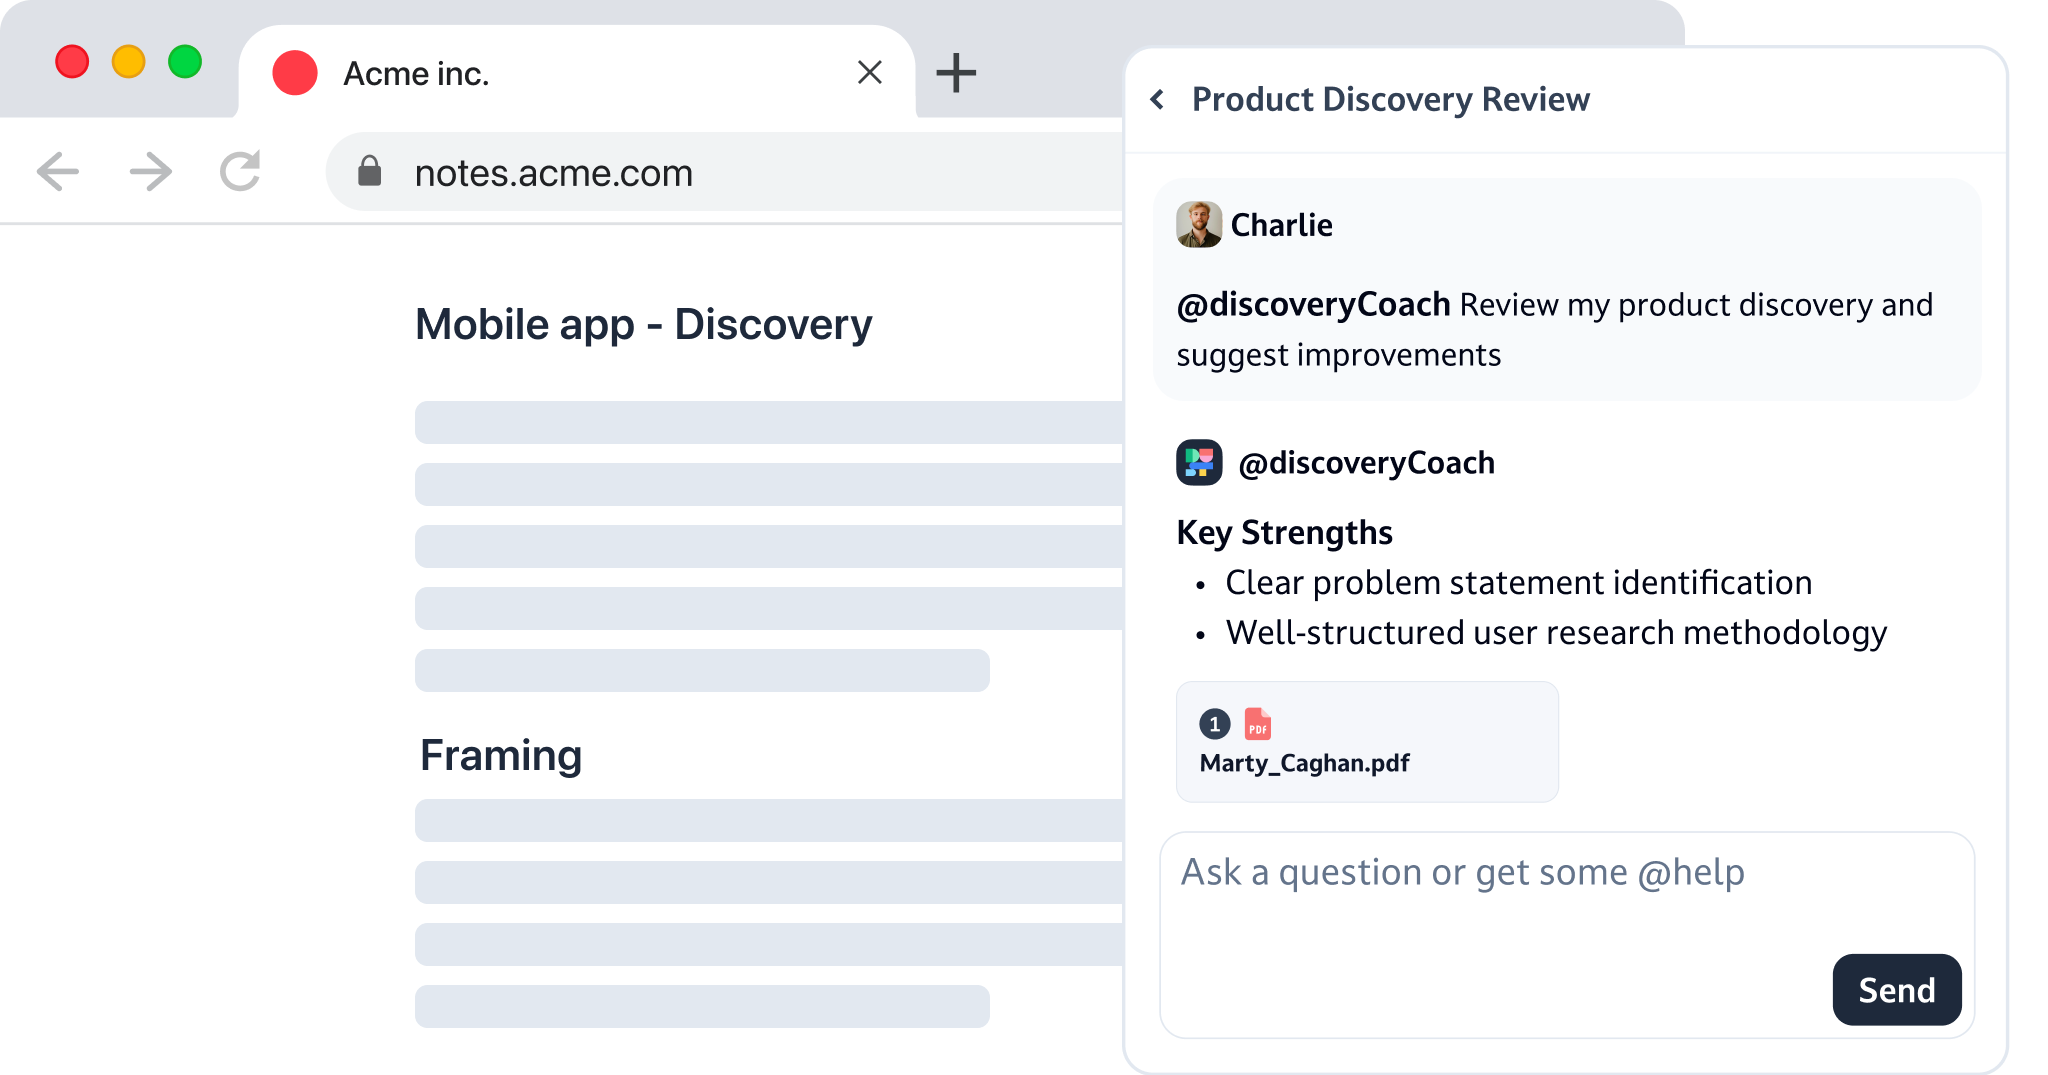 Acme inc.
notes.acme.com
Mobile app - Discovery
Framing
Product Discovery Review
Charlie
@discoveryCoach Review my product discovery and
suggest improvements
@discoveryCoach
Key Strengths
• Clear problem statement identification
• Well-structured user research methodology
1 PDF
Marty_Caghan.pdf
Ask a question or get some @help
Send